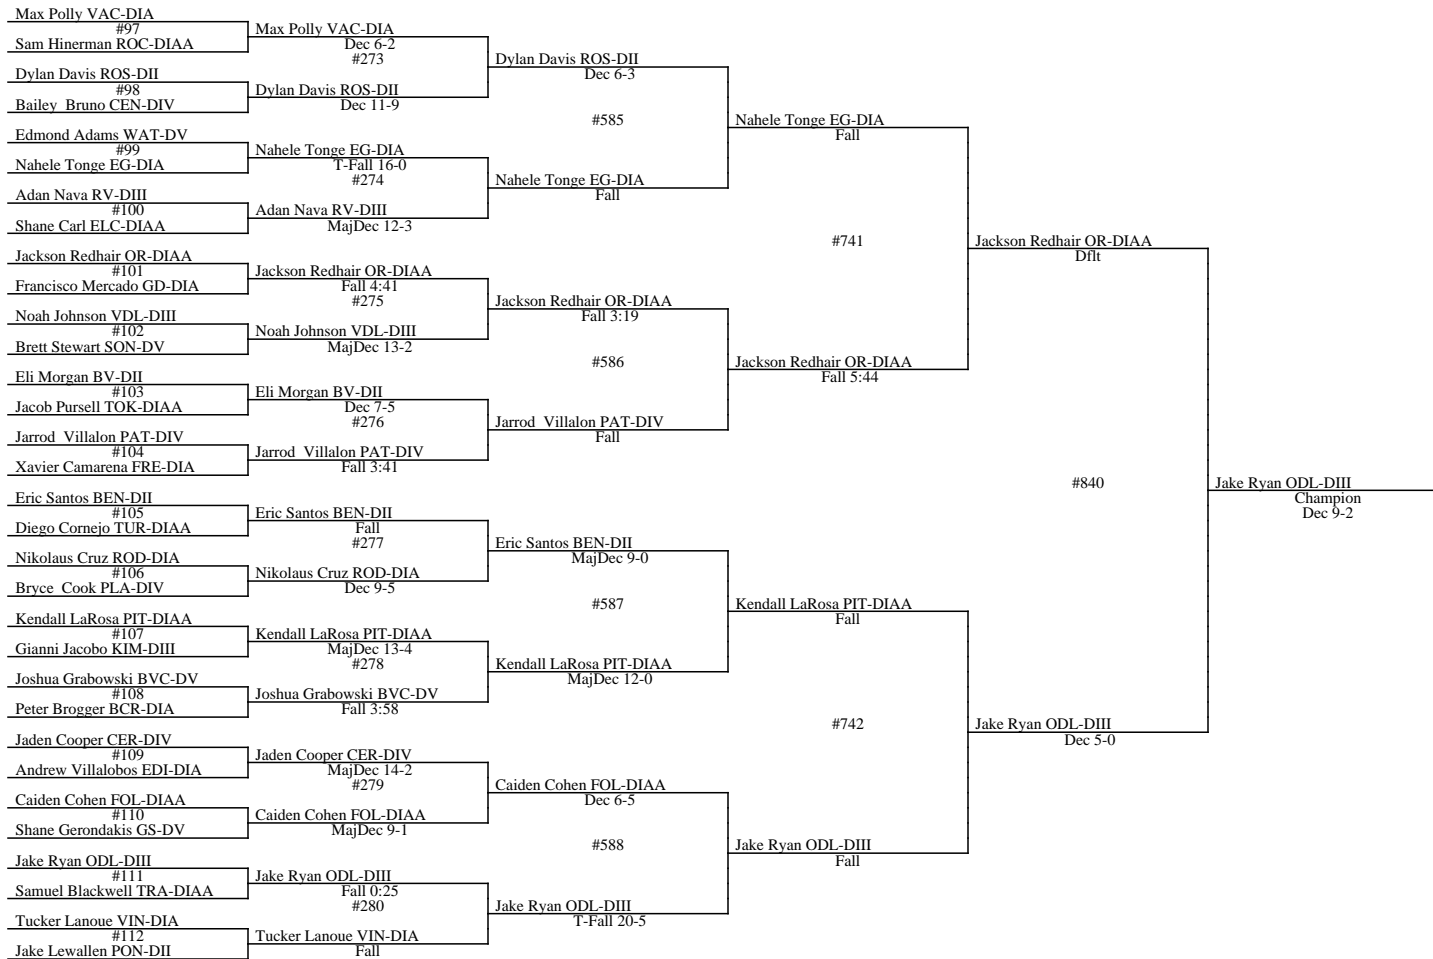 Max Polly VAC-DIA
#97
Sam Hinerman ROC-DIAA
Dylan Davis ROS-DII
#98
Bailey  Bruno CEN-DIV
Edmond Adams WAT-DV
#99
Nahele Tonge EG-DIA
Adan Nava RV-DIII
#100
Shane Carl ELC-DIAA
Jackson Redhair OR-DIAA
#101
Francisco Mercado GD-DIA
Noah Johnson VDL-DIII
#102
Brett Stewart SON-DV
Eli Morgan BV-DII
#103
Jacob Pursell TOK-DIAA
Jarrod  Villalon PAT-DIV
#104
Xavier Camarena FRE-DIA
Eric Santos BEN-DII
#105
Diego Cornejo TUR-DIAA
Nikolaus Cruz ROD-DIA
#106
Bryce  Cook PLA-DIV
Kendall LaRosa PIT-DIAA
#107
Gianni Jacobo KIM-DIII
Joshua Grabowski BVC-DV
#108
Peter Brogger BCR-DIA
Jaden Cooper CER-DIV
#109
Andrew Villalobos EDI-DIA
Caiden Cohen FOL-DIAA
#110
Shane Gerondakis GS-DV
Jake Ryan ODL-DIII
#111
Samuel Blackwell TRA-DIAA
Tucker Lanoue VIN-DIA
#112
Jake Lewallen PON-DII
Max Polly VAC-DIA
Dec 6-2
#273
Dylan Davis ROS-DII
Dec 11-9
Nahele Tonge EG-DIA
T-Fall 16-0
#274
Adan Nava RV-DIII
MajDec 12-3
Jackson Redhair OR-DIAA
Fall 4:41
#275
Noah Johnson VDL-DIII
MajDec 13-2
Eli Morgan BV-DII
Dec 7-5
#276
Jarrod  Villalon PAT-DIV
Fall 3:41
Eric Santos BEN-DII
Fall
#277
Nikolaus Cruz ROD-DIA
Dec 9-5
Kendall LaRosa PIT-DIAA
MajDec 13-4
#278
Joshua Grabowski BVC-DV
Fall 3:58
Jaden Cooper CER-DIV
MajDec 14-2
#279
Caiden Cohen FOL-DIAA
MajDec 9-1
Jake Ryan ODL-DIII
Fall 0:25
#280
Tucker Lanoue VIN-DIA
Fall
Dylan Davis ROS-DII
Dec 6-3
#585
Nahele Tonge EG-DIA
Fall
Jackson Redhair OR-DIAA
Fall 3:19
#586
Jarrod  Villalon PAT-DIV
Fall
Eric Santos BEN-DII
MajDec 9-0
#587
Kendall LaRosa PIT-DIAA
MajDec 12-0
Caiden Cohen FOL-DIAA
Dec 6-5
#588
Jake Ryan ODL-DIII
T-Fall 20-5
Nahele Tonge EG-DIA
Fall
#741
Jackson Redhair OR-DIAA
Fall 5:44
Kendall LaRosa PIT-DIAA
Fall
#742
Jake Ryan ODL-DIII
Fall
Jackson Redhair OR-DIAA
Dflt
#840
Jake Ryan ODL-DIII
Dec 5-0
Jake Ryan ODL-DIII
Champion
Dec 9-2